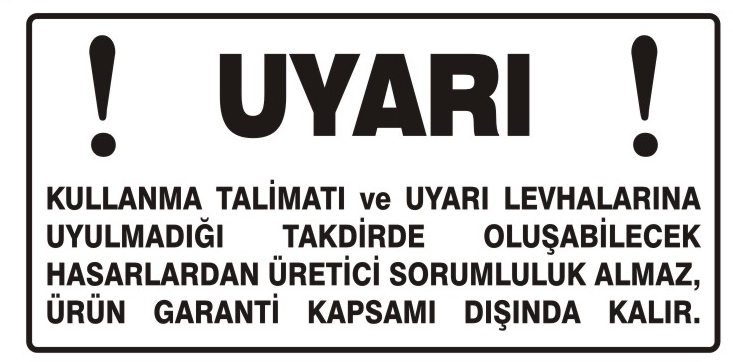 ! UYARI !
KULLANMA TALİMATI ve UYARI LEVHALARINA
UYULMADIĞI TAKDİRDE OLUŞABİLECEK
HASARLARDAN ÜRETİCİ SORUMLULUK ALMAZ,
ÜRÜN GARANTİ KAPSAMI DIŞINDA KALIR.